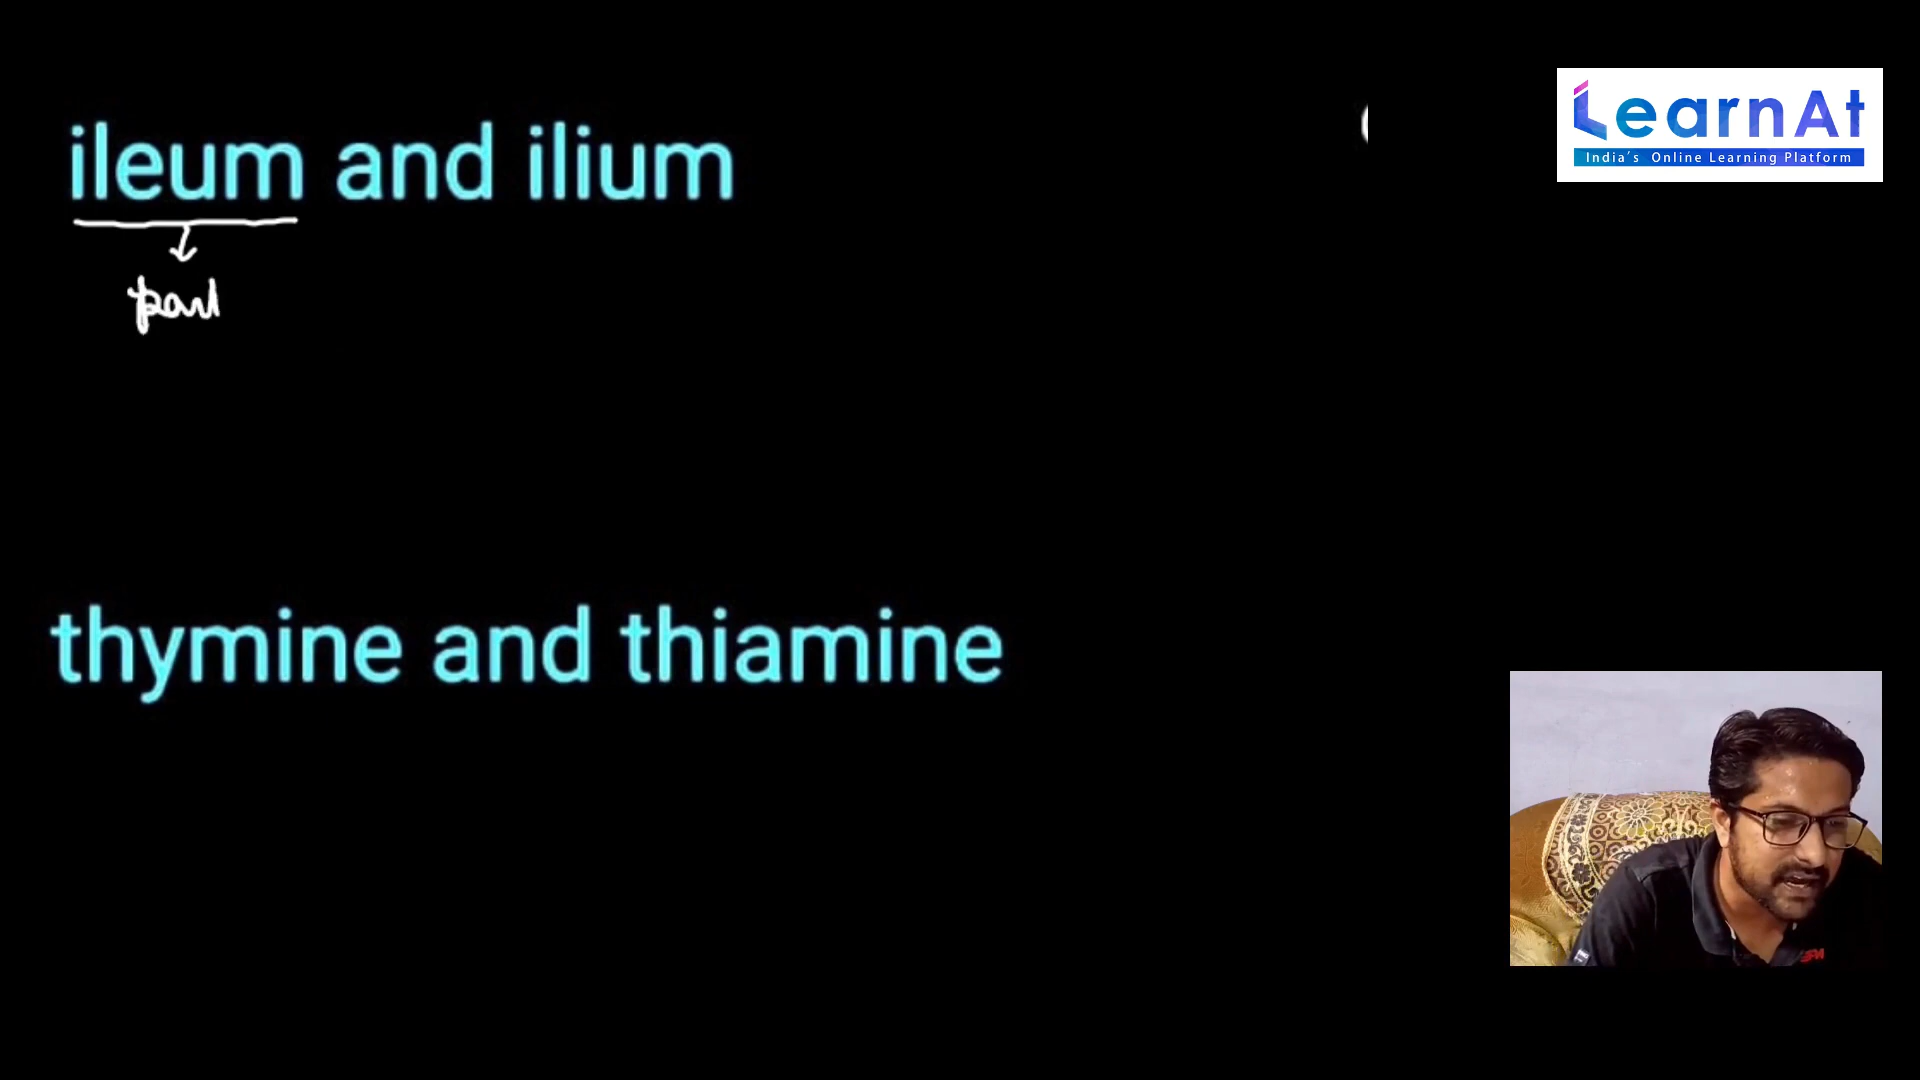 ileum and ilium
LearnAt
India's Online Learning Platform
part
thymine and thiamine